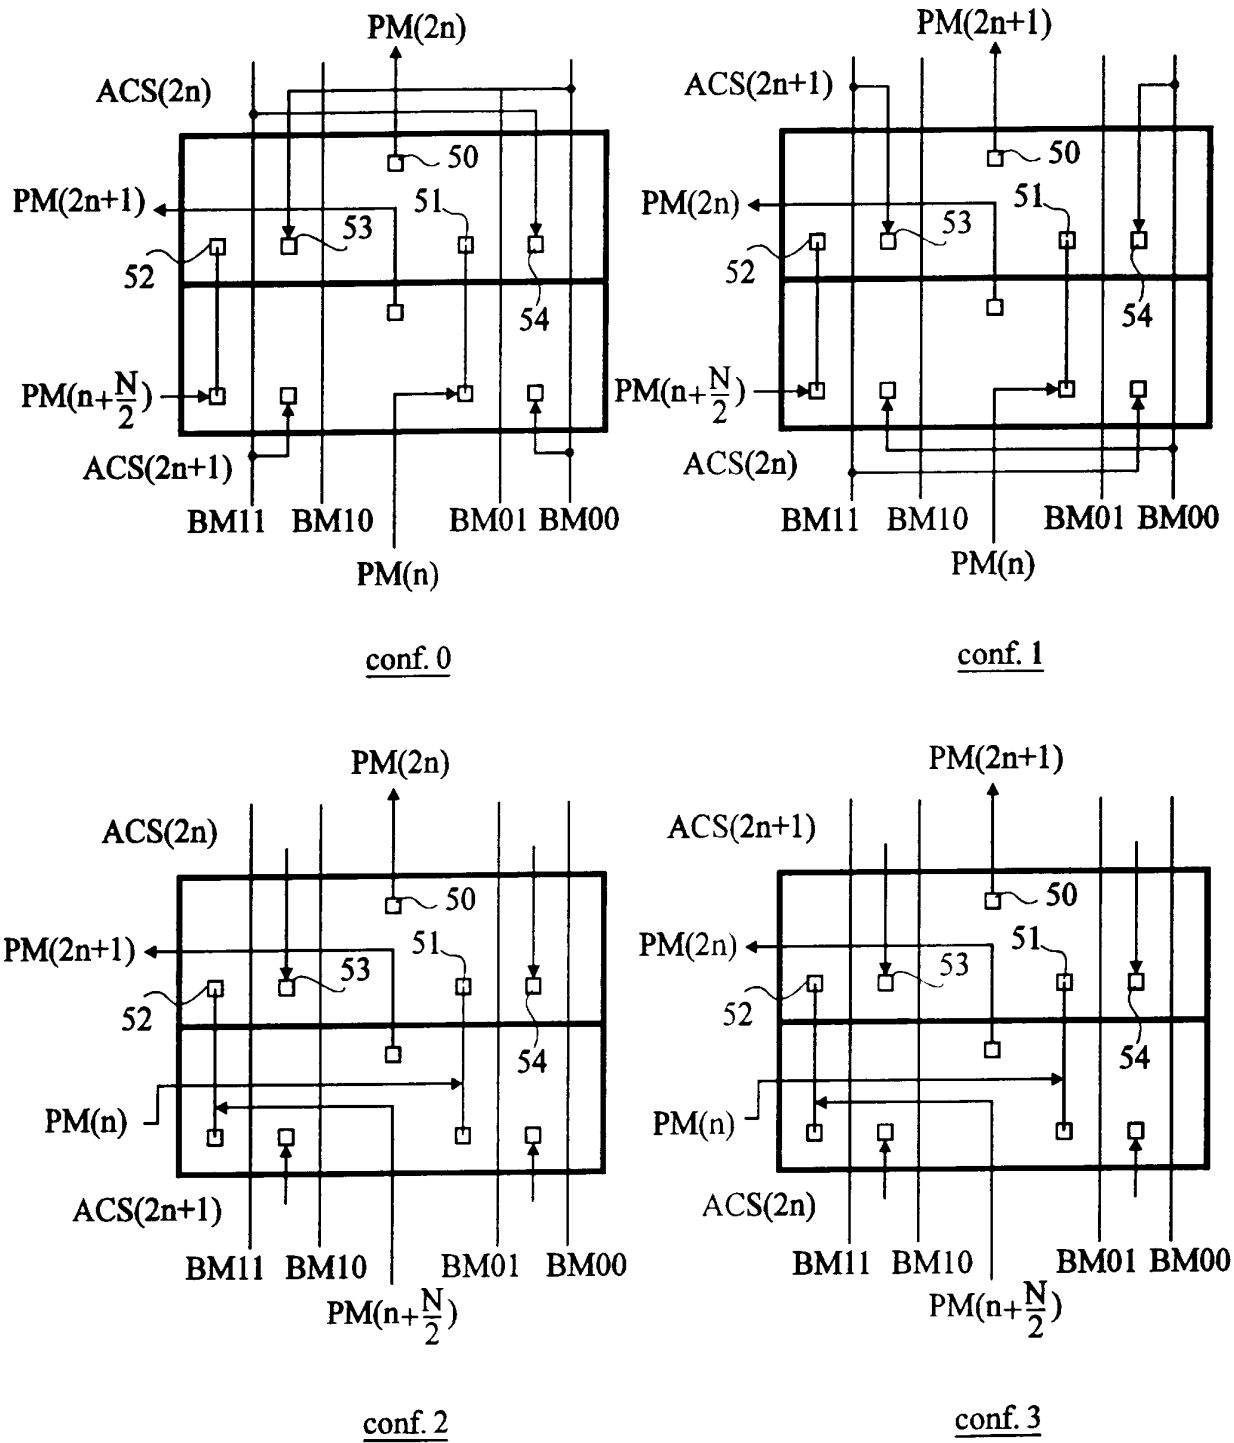 PM(2n)
ACS(2n)
50
PM(2n+1)
51
53
52
54
PM(n+N/2)
ACS(2n+1)
BM11 BM10 BM01 BM00
PM(n)
conf. 0
PM(2n+1)
ACS(2n+1)
50
PM(2n)
51
53
52
54
PM(n+N/2)
ACS(2n)
BM11 BM10 BM01 BM00
PM(n)
conf. 1
PM(2n)
ACS(2n)
50
PM(2n+1)
51
53
52
54
PM(n)
ACS(2n+1)
BM11 BM10 BM01 BM00
PM(n+N/2)
conf. 2
PM(2n+1)
ACS(2n+1)
50
PM(2n)
51
53
52
54
PM(n)
ACS(2n)
BM11 BM10 BM01 BM00
PM(n+N/2)
conf. 3